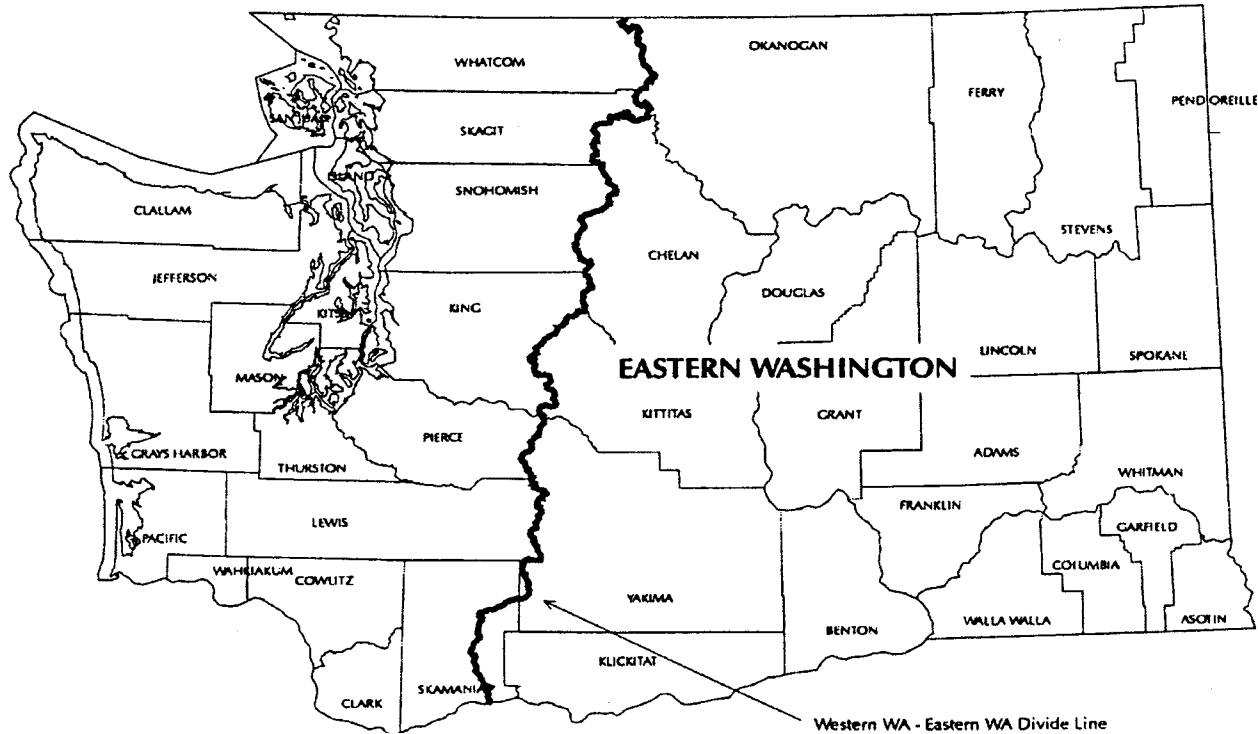 OKANOGAN
WHATCOM
FERRY
PEND OREILLE
SAN JUAN
SKAGIT
ISLAND
SNOHOMISH
CLALLAM
STEVENS
CHELAN
JEFFERSON
DOUGLAS
KITSAP
KING
LINCOLN
SPOKANE
EASTERN WASHINGTON
MASON
KITTITAS
GRANT
PIERCE
GRAYS HARBOR
THURSTON
ADAMS
WHITMAN
FRANKLIN
LEWIS
GARFIELD
PACIFIC
COLUMBIA
WAHKIAKUM
COWLITZ
YAKIMA
WALLA WALLA
ASOTIN
BENTON
KLICKITAT
SKAMANIA
CLARK
Western WA - Eastern WA Divide Line